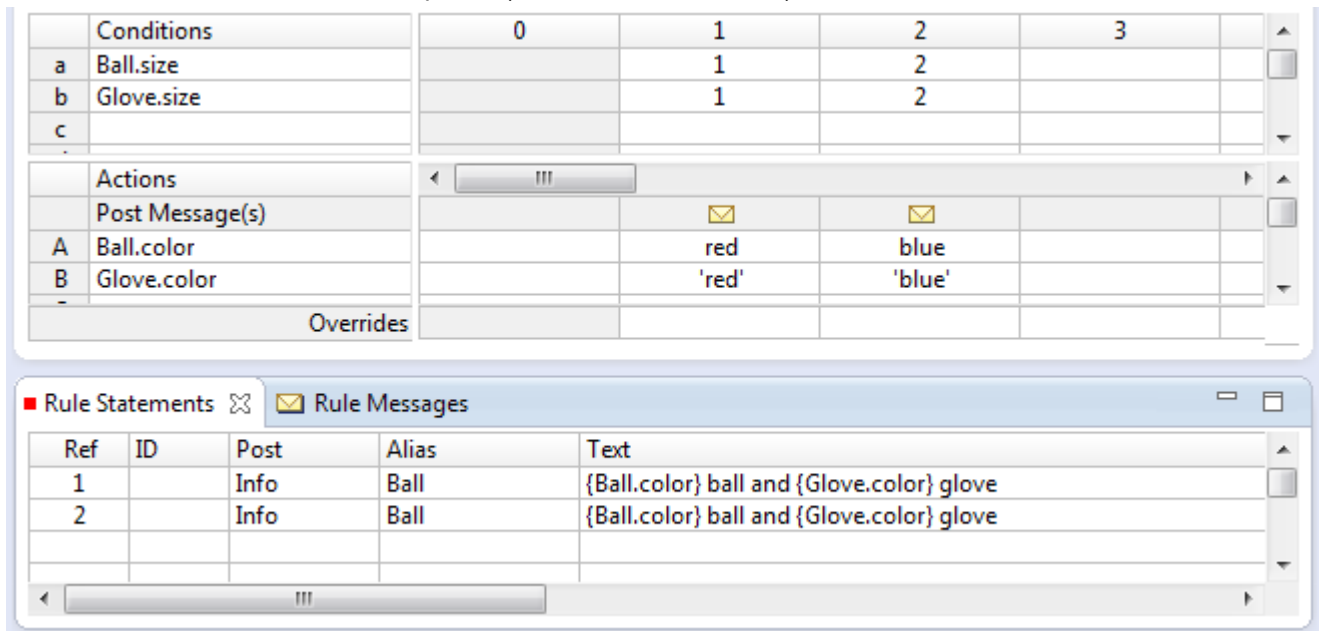 Conditions 0 1 2 3
a Ball.size 1 2
b Glove.size 1 2
c
Actions
Post Message(s)
A Ball.color red blue
B Glove.color 'red' 'blue'
Overrides
Rule Statements Rule Messages
Ref ID Post Alias Text
1 Info Ball {Ball.color} ball and {Glove.color} glove
2 Info Ball {Ball.color} ball and {Glove.color} glove